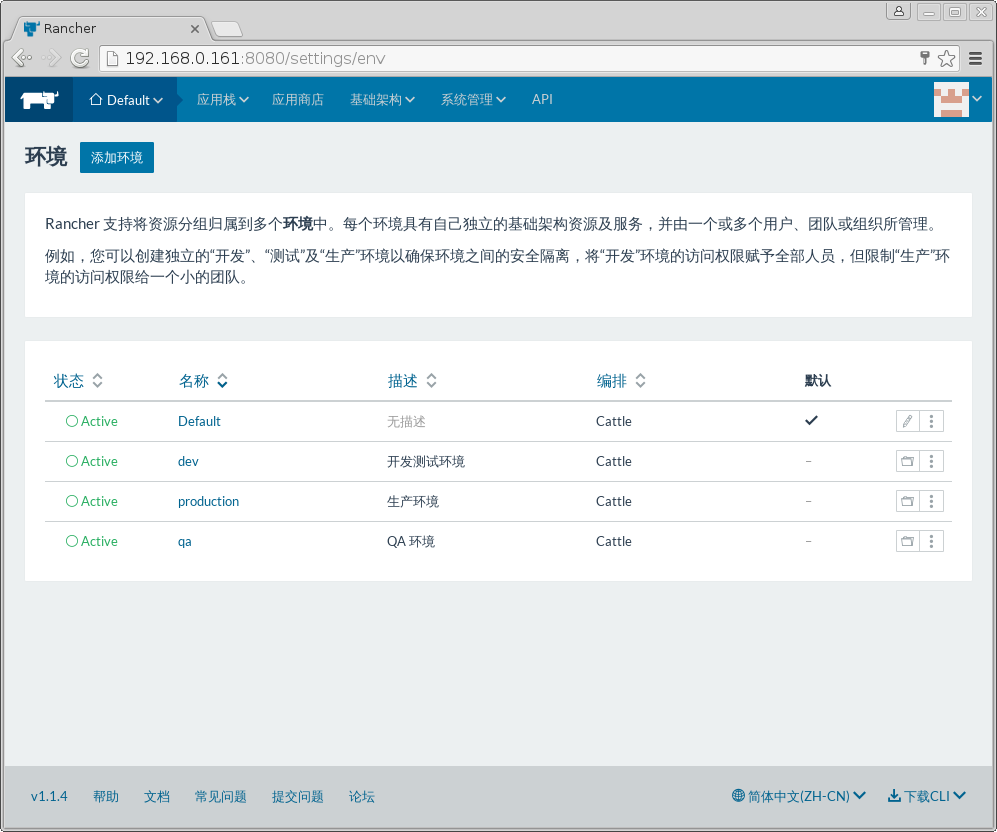 Rancher
192.168.0.161:8080/settings/env
Default 应用栈 应用商店 基础架构 系统管理 API
环境 添加环境
Rancher 支持将资源分组归属到多个环境中。每个环境具有自己独立的基础架构资源及服务，并由一个或多个用户、团队或组织所管理。
例如，您可以创建独立的“开发”、“测试”及“生产”环境以确保环境之间的安全隔离，将“开发”环境的访问权限赋予全部人员，但限制“生产”环
境的访问权限给一个小的团队。
状态 名称 描述 编排 默认
Active Default 无描述 Cattle
Active dev 开发测试环境 Cattle –
Active production 生产环境 Cattle –
Active qa QA 环境 Cattle –
v1.1.4 帮助 文档 常见问题 提交问题 论坛 简体中文(ZH-CN) 下载CLI